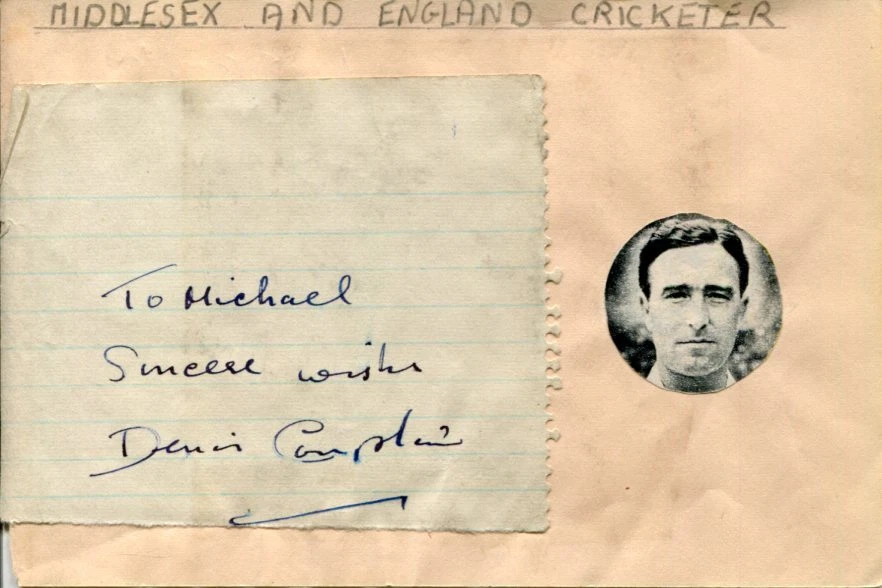 MIDDLESEX AND ENGLAND CRICKETER
To Michael
Sincere wishes
Denis Compton